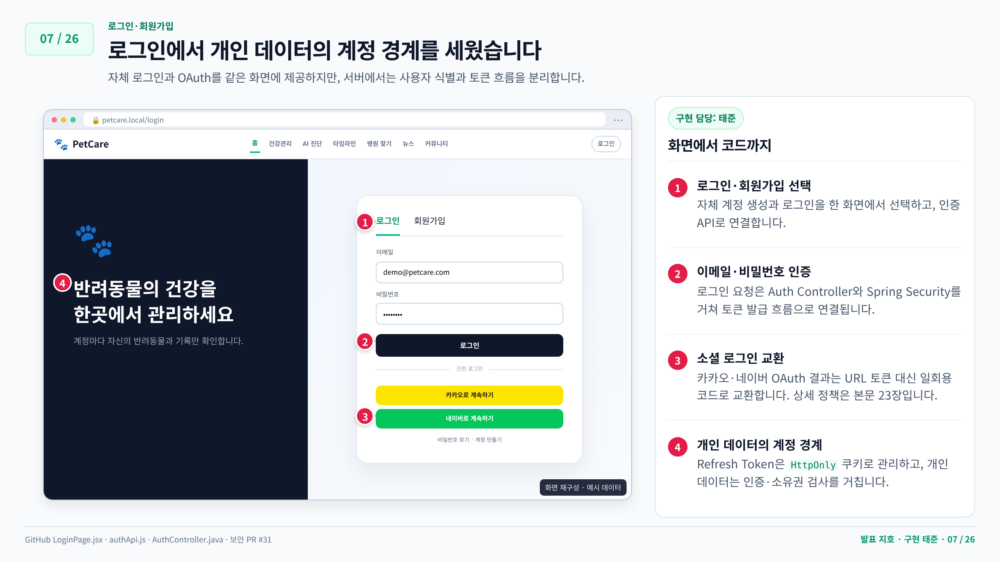 07 / 26
로그인·회원가입
로그인에서 개인 데이터의 계정 경계를 세웠습니다
자체 로그인과 OAuth를 같은 화면에 제공하지만, 서버에서는 사용자 식별과 토큰 흐름을 분리합니다.
petcare.local/login
PetCare
홈 건강관리 AI 진단 타임라인 병원 찾기 뉴스 커뮤니티
로그인
4
반려동물의 건강을
한곳에서 관리하세요
계정마다 자신의 반려동물과 기록만 확인합니다.
1
로그인 회원가입
이메일
demo@petcare.com
비밀번호
••••••••
2
로그인
간편 로그인
카카오로 계속하기
3
네이버로 계속하기
비밀번호 찾기 · 계정 만들기
화면 재구성 · 예시 데이터
구현 담당: 태준
화면에서 코드까지
1
로그인·회원가입 선택
자체 계정 생성과 로그인을 한 화면에서 선택하고, 인증
API로 연결합니다.
2
이메일·비밀번호 인증
로그인 요청은 Auth Controller와 Spring Security를
거쳐 토큰 발급 흐름으로 연결됩니다.
3
소셜 로그인 교환
카카오·네이버 OAuth 결과는 URL 토큰 대신 일회용
코드로 교환합니다. 상세 정책은 본문 23장입니다.
4
개인 데이터의 계정 경계
Refresh Token은 HttpOnly 쿠키로 관리하고, 개인
데이터는 인증·소유권 검사를 거칩니다.
GitHub LoginPage.jsx · authApi.js · AuthController.java · 보안 PR #31
발표 지호 · 구현 태준 · 07 / 26